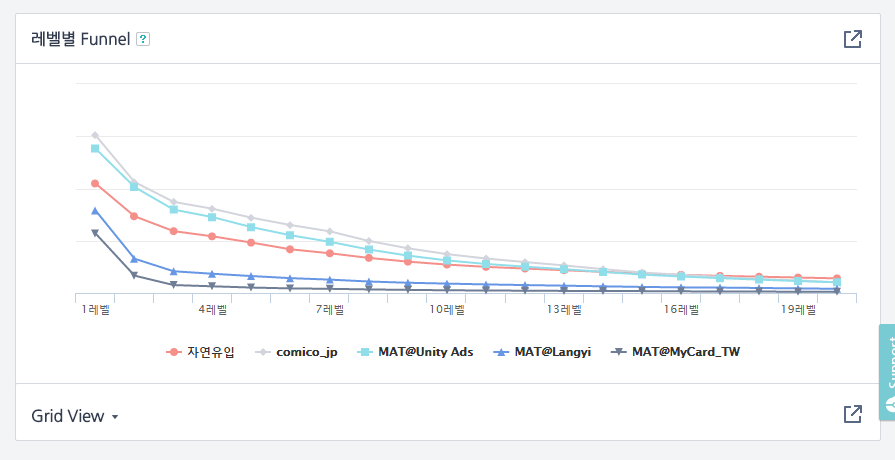 레벨별 Funnel ?
1레벨 4레벨 7레벨 10레벨 13레벨 16레벨 19레벨
자연유입 comico_jp MAT@Unity Ads MAT@Langyi MAT@MyCard_TW
Support
Grid View